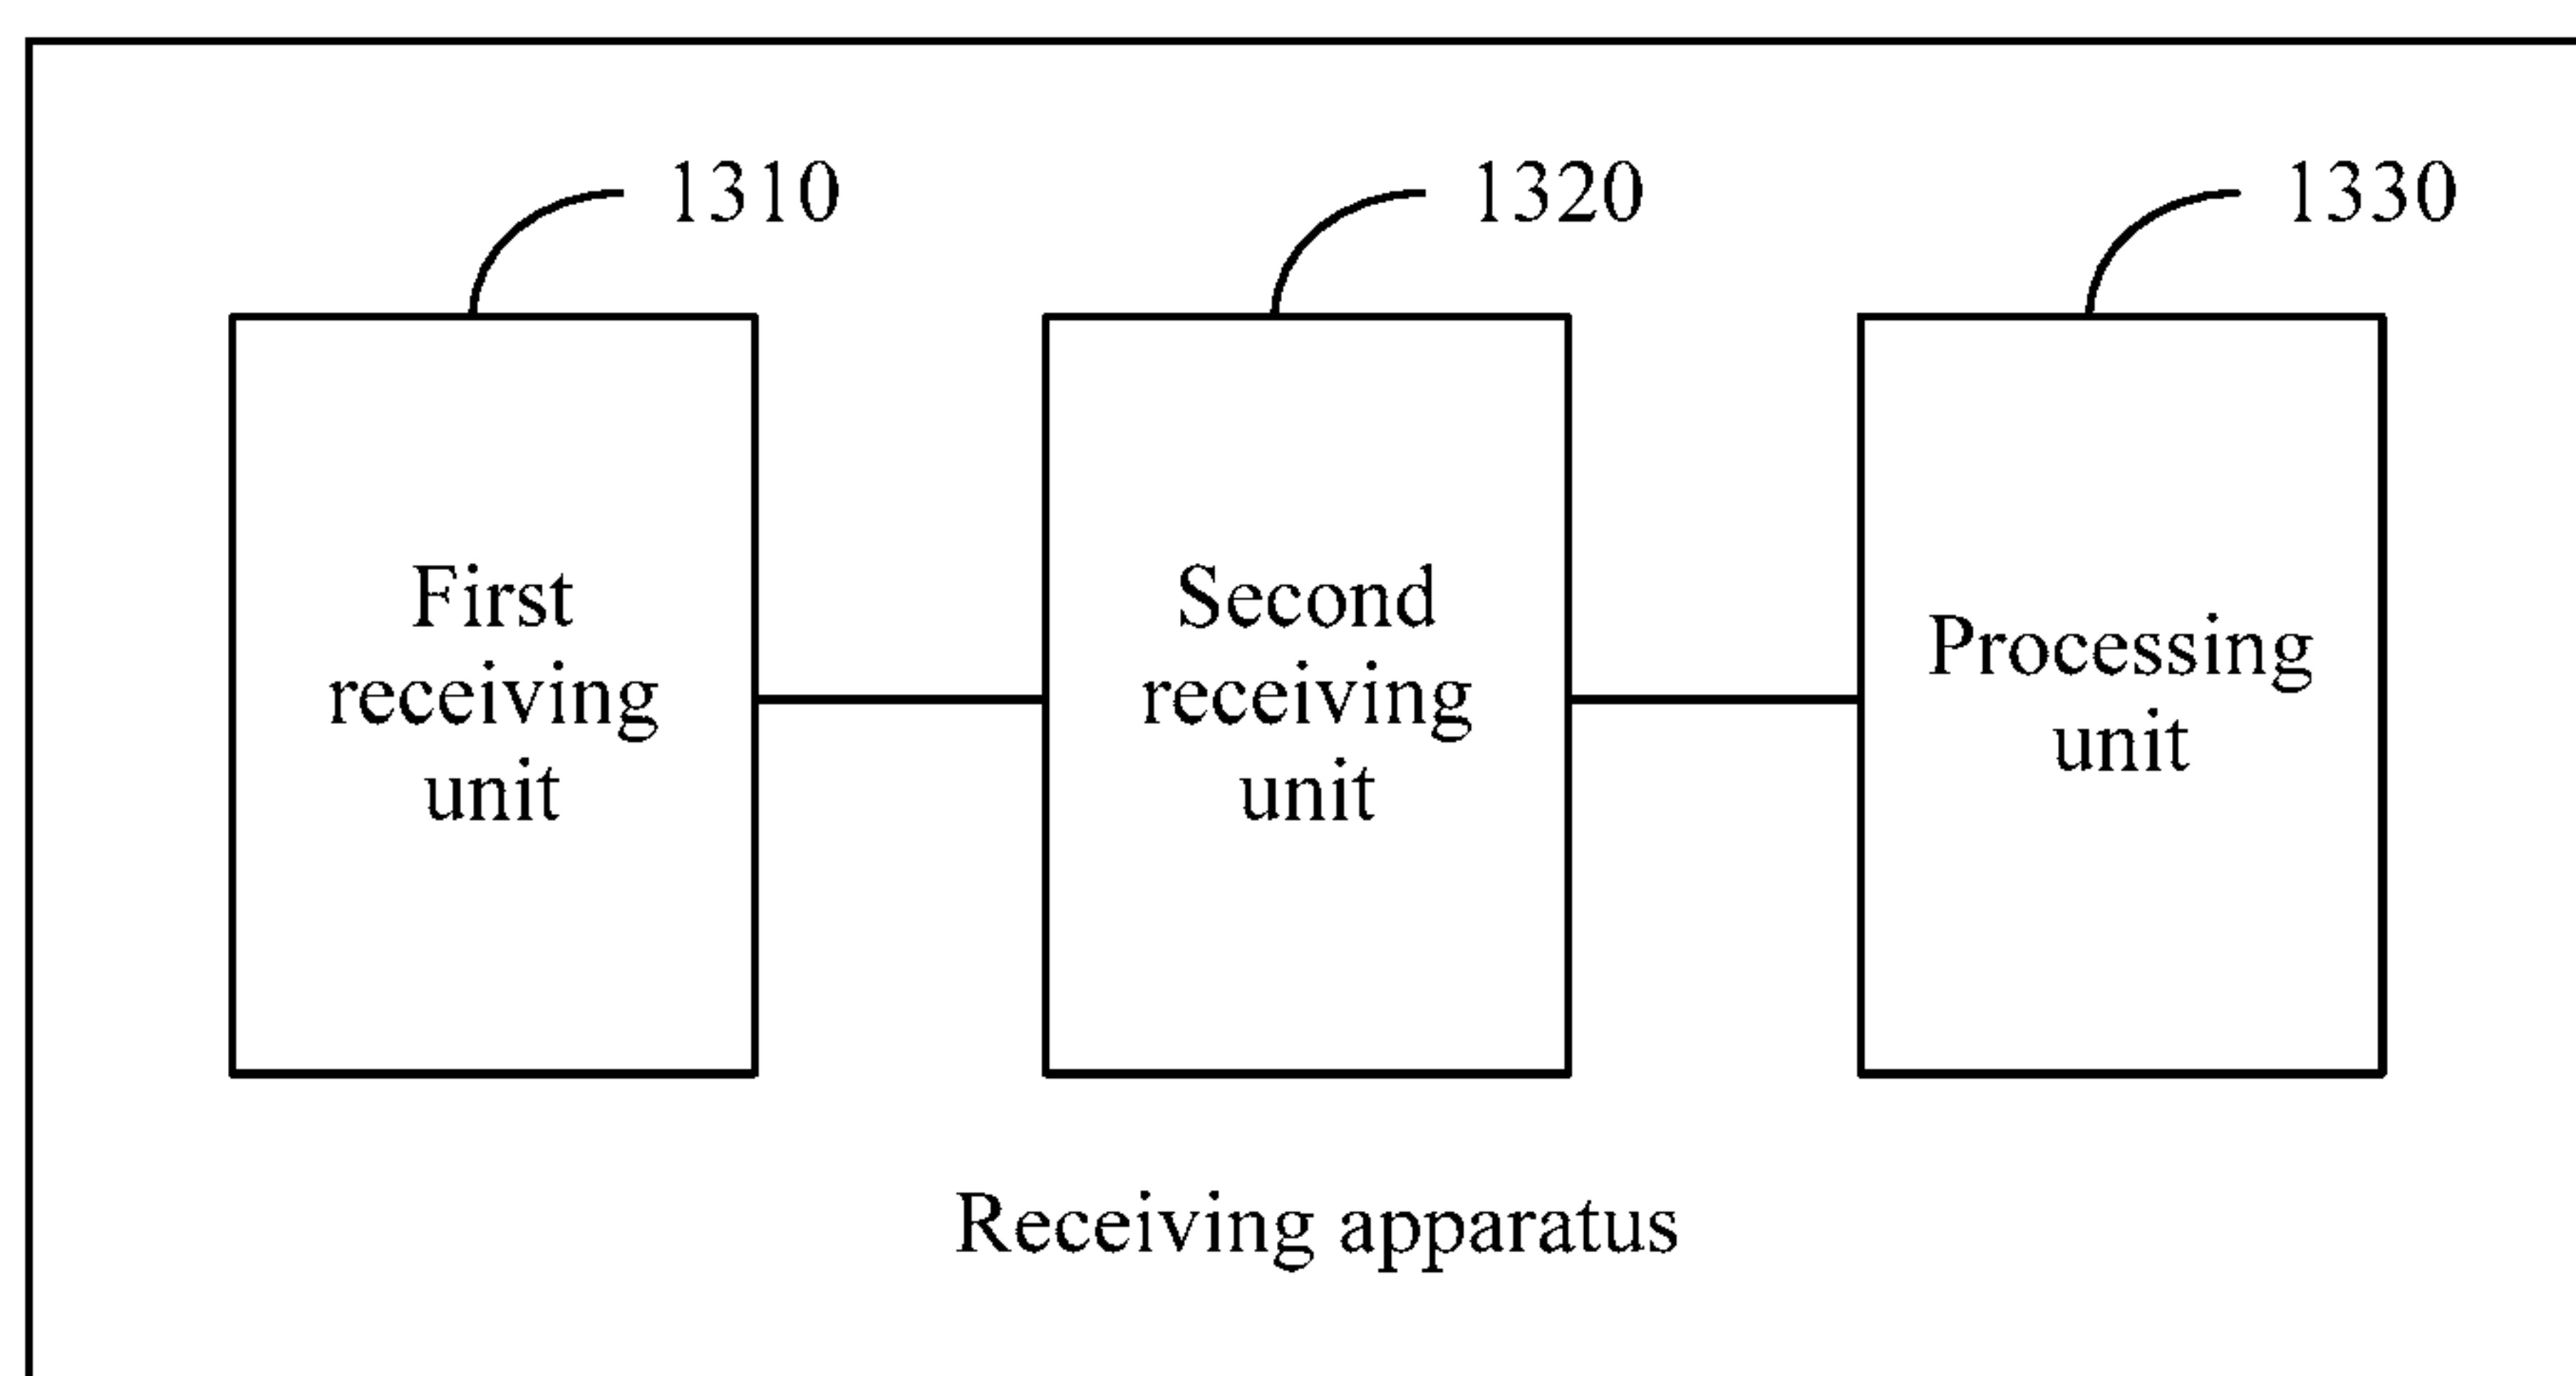 1310
1320
1330
First
receiving
unit
Second
receiving
unit
Processing
unit
Receiving apparatus